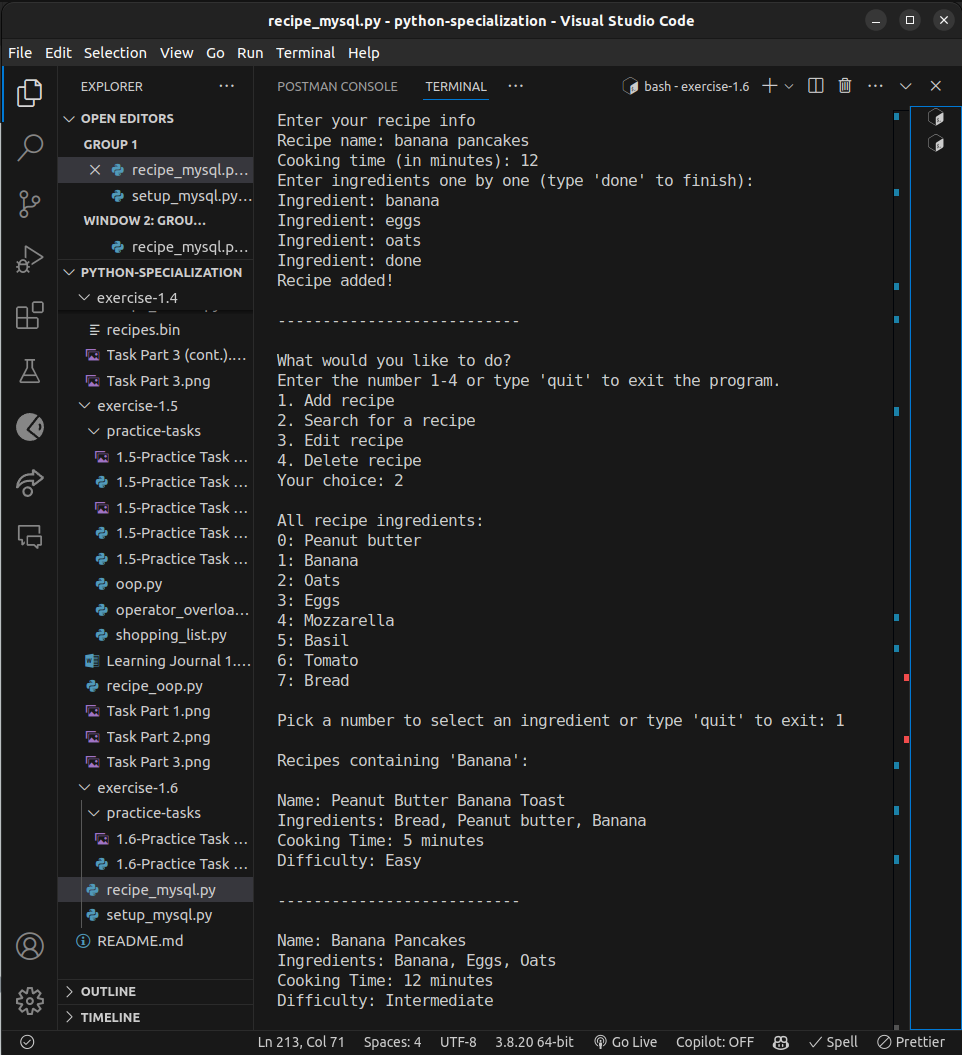 recipe_mysql.py - python-specialization - Visual Studio Code
File Edit Selection View Go Run Terminal Help
EXPLORER
OPEN EDITORS
GROUP 1
recipe_mysql.p...
setup_mysql.py...
WINDOW 2: GROU...
recipe_mysql.p...
PYTHON-SPECIALIZATION
exercise-1.4
recipes.bin
Task Part 3 (cont.)....
Task Part 3.png
exercise-1.5
practice-tasks
1.5-Practice Task ...
1.5-Practice Task ...
1.5-Practice Task ...
1.5-Practice Task ...
1.5-Practice Task ...
oop.py
operator_overloa...
shopping_list.py
Learning Journal 1....
recipe_oop.py
Task Part 1.png
Task Part 2.png
Task Part 3.png
exercise-1.6
practice-tasks
1.6-Practice Task ...
1.6-Practice Task ...
recipe_mysql.py
setup_mysql.py
README.md
OUTLINE
TIMELINE
POSTMAN CONSOLE TERMINAL ··· bash - exercise-1.6
Enter your recipe info
Recipe name: banana pancakes
Cooking time (in minutes): 12
Enter ingredients one by one (type 'done' to finish):
Ingredient: banana
Ingredient: eggs
Ingredient: oats
Ingredient: done
Recipe added!
---------------------------
What would you like to do?
Enter the number 1-4 or type 'quit' to exit the program.
1. Add recipe
2. Search for a recipe
3. Edit recipe
4. Delete recipe
Your choice: 2
All recipe ingredients:
0: Peanut butter
1: Banana
2: Oats
3: Eggs
4: Mozzarella
5: Basil
6: Tomato
7: Bread
Pick a number to select an ingredient or type 'quit' to exit: 1
Recipes containing 'Banana':
Name: Peanut Butter Banana Toast
Ingredients: Bread, Peanut butter, Banana
Cooking Time: 5 minutes
Difficulty: Easy
---------------------------
Name: Banana Pancakes
Ingredients: Banana, Eggs, Oats
Cooking Time: 12 minutes
Difficulty: Intermediate
Ln 213, Col 71 Spaces: 4 UTF-8 3.8.20 64-bit Go Live Copilot: OFF Spell Prettier